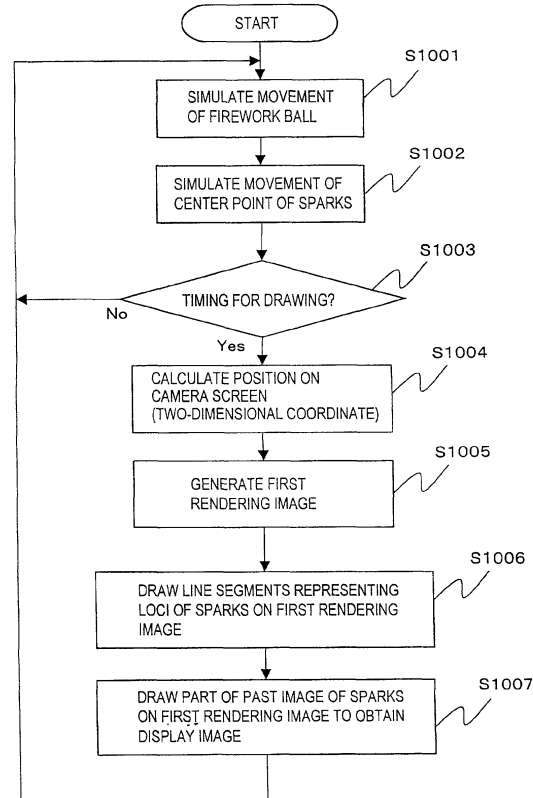 START
S1001
SIMULATE MOVEMENT
OF FIREWORK BALL
S1002
SIMULATE MOVEMENT OF
CENTER POINT OF SPARKS
S1003
TIMING FOR DRAWING?
No
Yes
S1004
CALCULATE POSITION ON
CAMERA SCREEN
(TWO-DIMENSIONAL COORDINATE)
S1005
GENERATE FIRST
RENDERING IMAGE
S1006
DRAW LINE SEGMENTS REPRESENTING
LOCI OF SPARKS ON FIRST RENDERING
IMAGE
S1007
DRAW PART OF PAST IMAGE OF SPARKS
ON FIRST RENDERING IMAGE TO OBTAIN
DISPLAY IMAGE